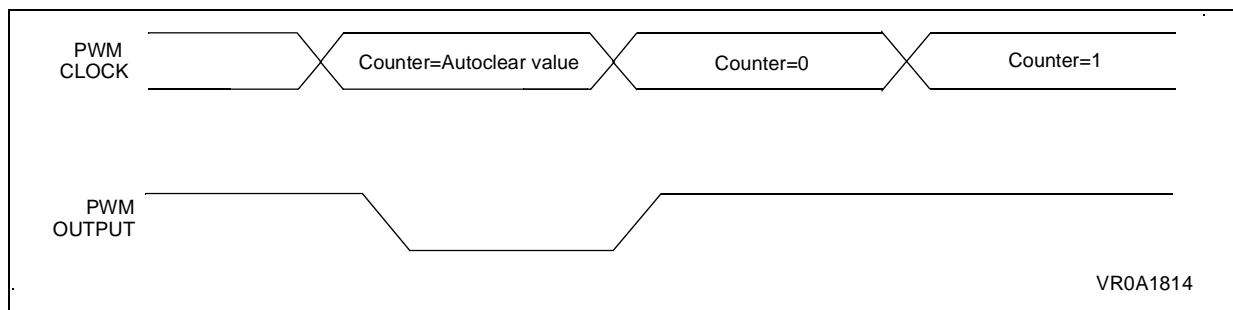 PWM
CLOCK
Counter=Autoclear value
Counter=0
Counter=1
PWM
OUTPUT
VR0A1814